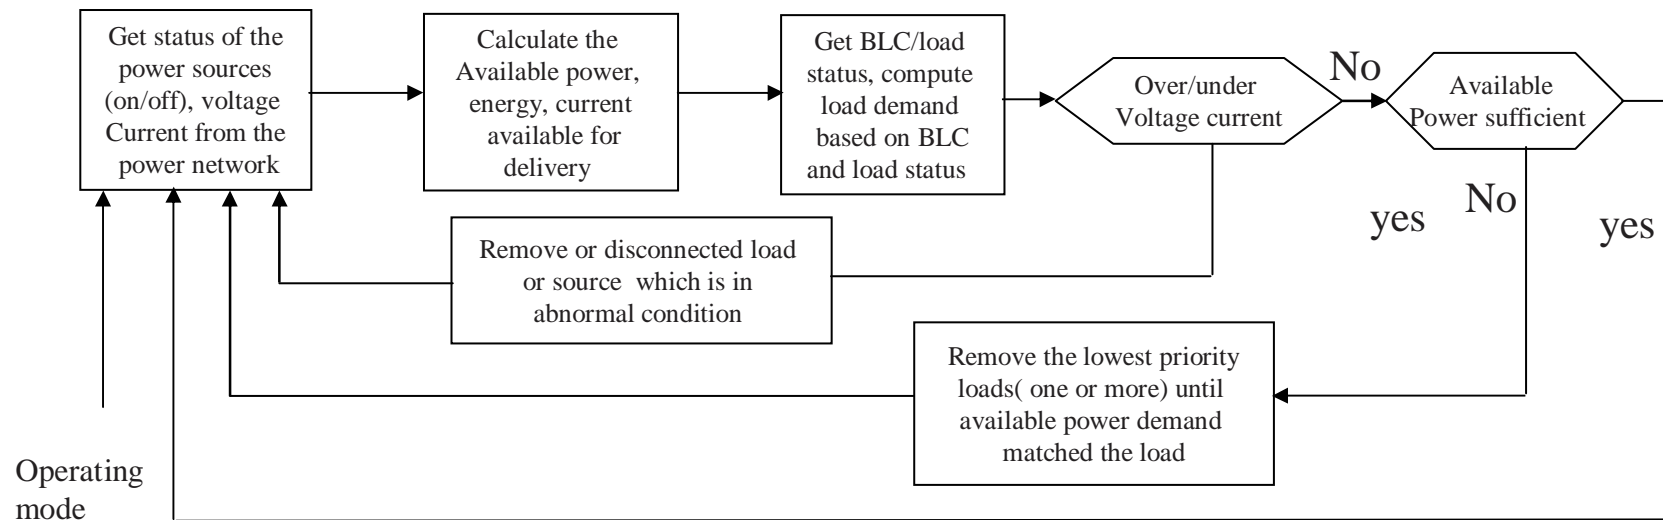 Get status of the
power sources
(on/off), voltage
Current from the
power network
Calculate the
Available power,
energy, current
available for
delivery
Get BLC/load
status, compute
load demand
based on BLC
and load status
Over/under
Voltage current
No
Available
Power sufficient
No
yes
yes
Remove or disconnected load
or source which is in
abnormal condition
Remove the lowest priority
loads( one or more) until
available power demand
matched the load
Operating
mode